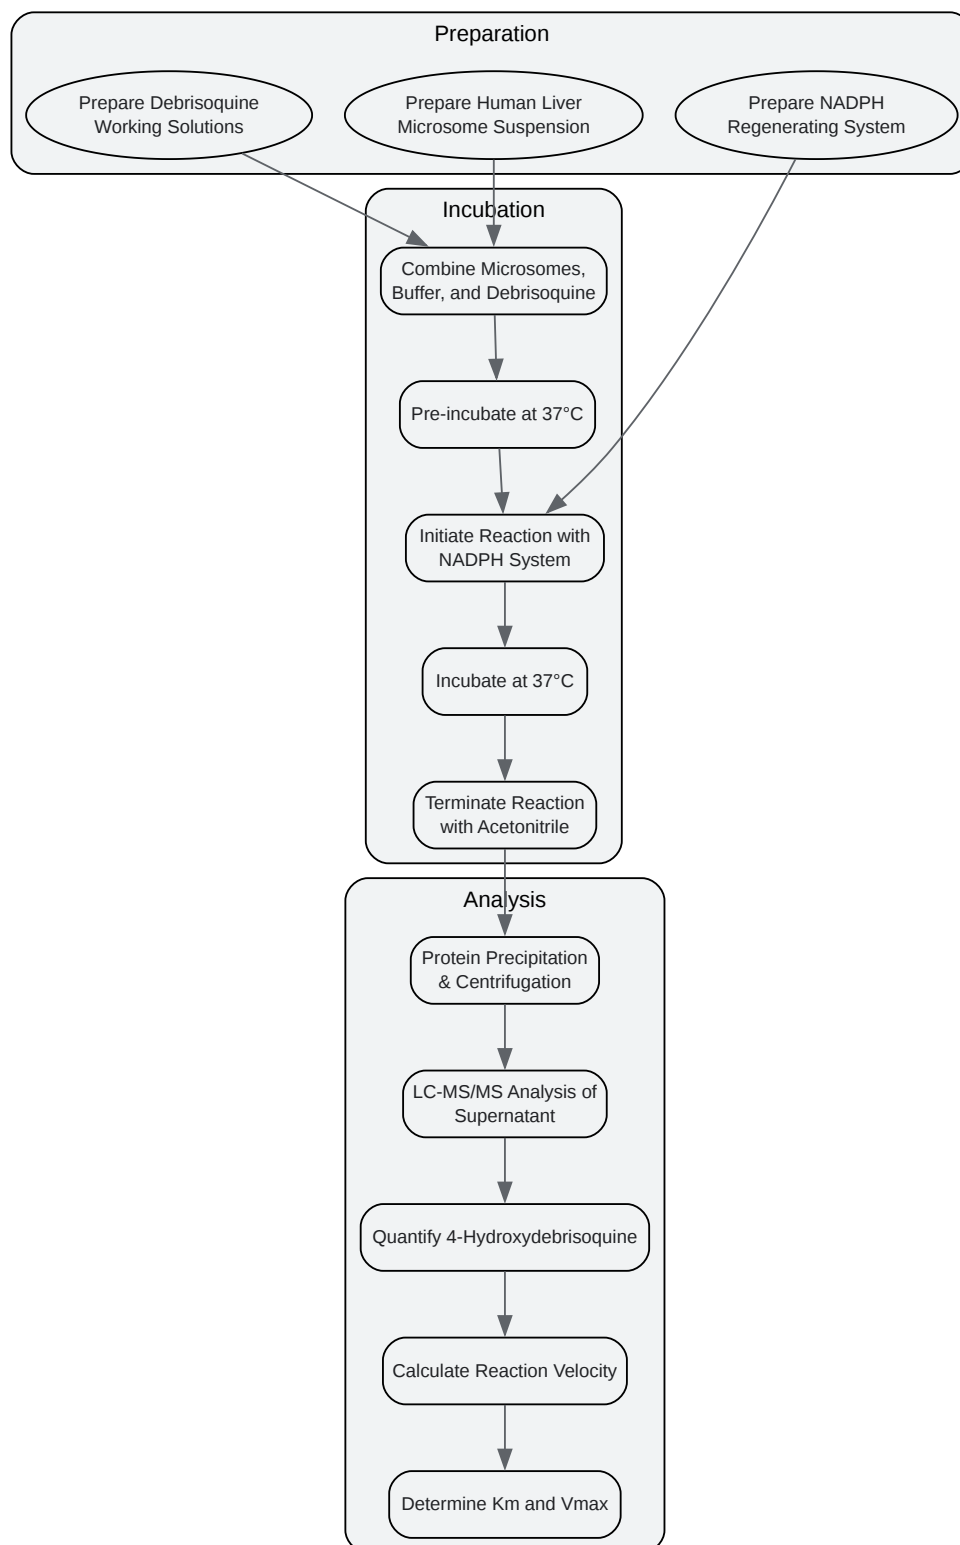 Preparation
Prepare Debrisoquine
Working Solutions
Prepare Human Liver
Microsome Suspension
Prepare NADPH
Regenerating System
Incubation
Combine Microsomes,
Buffer, and Debrisoquine
Pre-incubate at 37°C
Initiate Reaction with
NADPH System
Incubate at 37°C
Terminate Reaction
with Acetonitrile
Analysis
Protein Precipitation
& Centrifugation
LC-MS/MS Analysis of
Supernatant
Quantify 4-Hydroxydebrisoquine
Calculate Reaction Velocity
Determine Km and Vmax